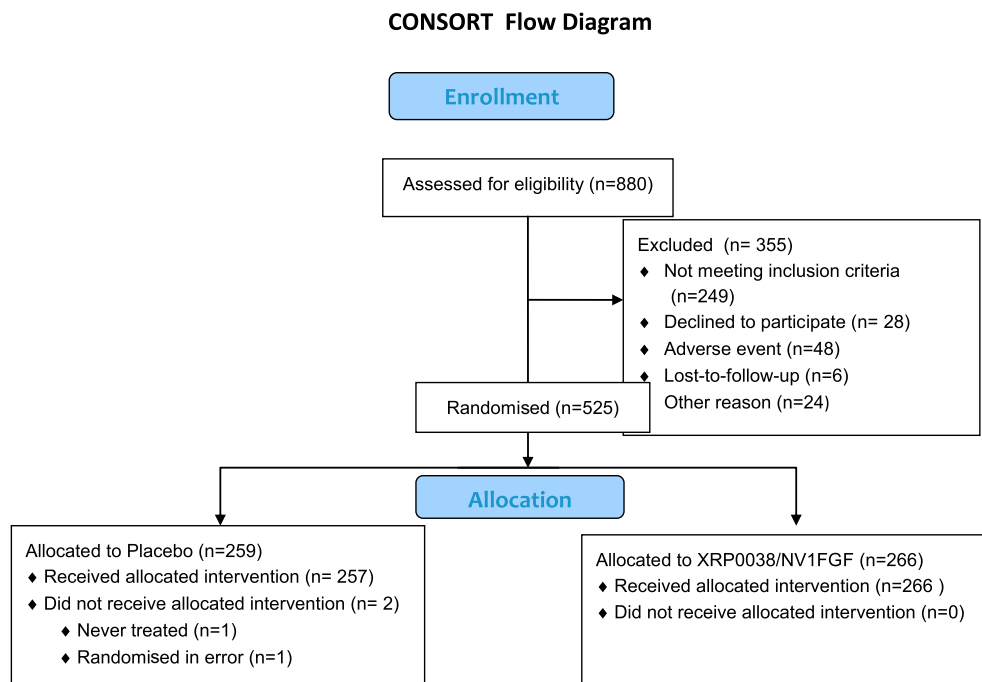 CONSORT  Flow Diagram
Enrollment
Assessed for eligibility (n=880)
Excluded  (n= 355)
♦ Not meeting inclusion criteria
(n=249)
♦ Declined to participate (n= 28)
♦ Adverse event (n=48)
♦ Lost-to-follow-up (n=6)
Other reason (n=24)
Randomised (n=525)
Allocation
Allocated to Placebo (n=259)
♦ Received allocated intervention (n= 257)
♦ Did not receive allocated intervention (n= 2)
♦ Never treated (n=1)
♦ Randomised in error (n=1)
Allocated to XRP0038/NV1FGF (n=266)
♦ Received allocated intervention (n=266 )
♦ Did not receive allocated intervention (n=0)